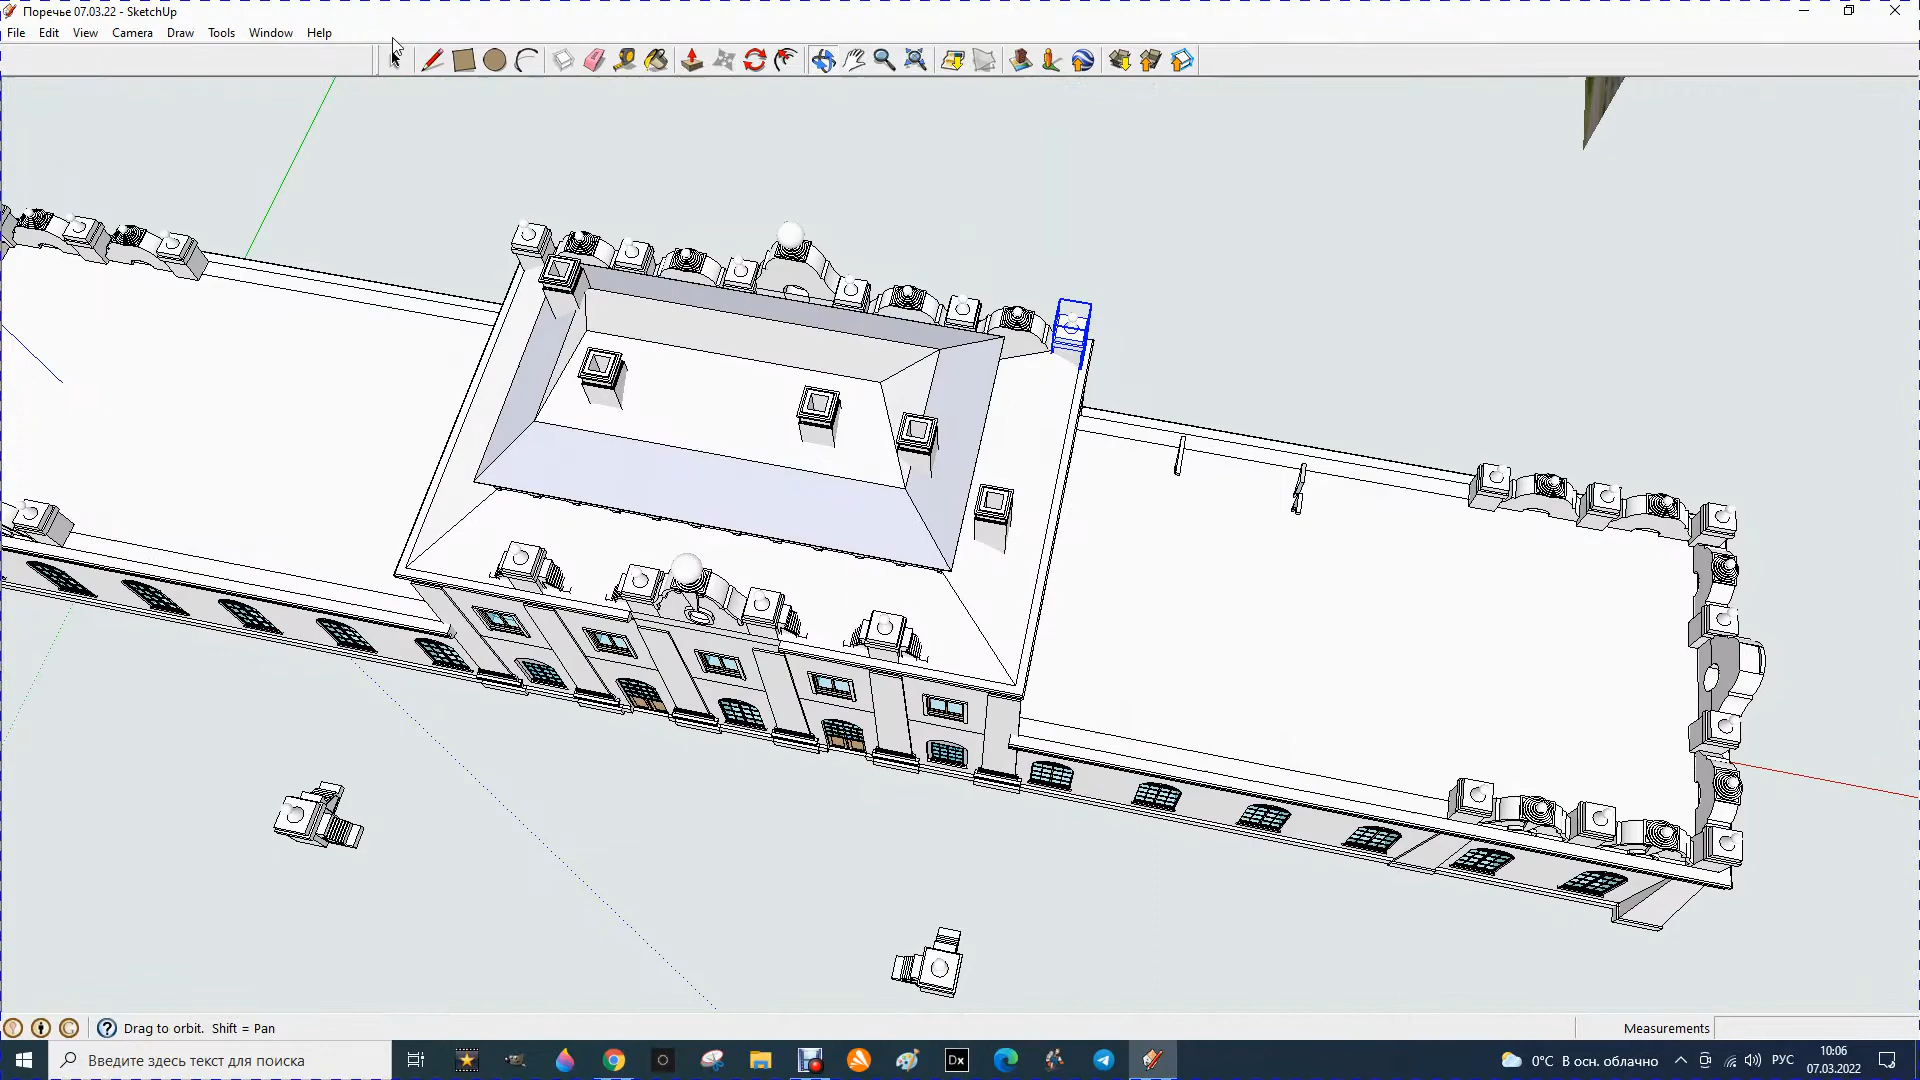 Поречье 07.03.22 - SketchUp
File Edit View Camera Draw Tools Window Help
Drag to orbit. Shift = Pan
Measurements
Введите здесь текст для поиска
Dx
0°C В осн. облачно
РУС
10:06
07.03.2022